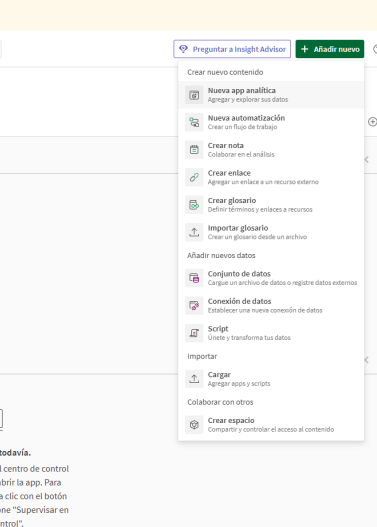 Preguntar a Insight Advisor
+ Añadir nuevo
Crear nuevo contenido
Nueva app analítica
Agregar y explorar sus datos
Nueva automatización
Crear un flujo de trabajo
Crear nota
Colaborar en el análisis
Crear enlace
Agregar un enlace a un recurso externo
Crear glosario
Definir términos y enlaces a recursos
Importar glosario
Crear un glosario desde un archivo
Añadir nuevos datos
Conjunto de datos
Cargue un archivo de datos o registre datos externos
Conexión de datos
Establecer una nueva conexión de datos
Script
Únete y transforma tus datos
Importar
Cargar
Agregar apps y scripts
Colaborar con otros
Crear espacio
Compartir y controlar el acceso al contenido
todavía.
l centro de control
brir la app. Para
a clic con el botón
one "Supervisar en
ntrol".